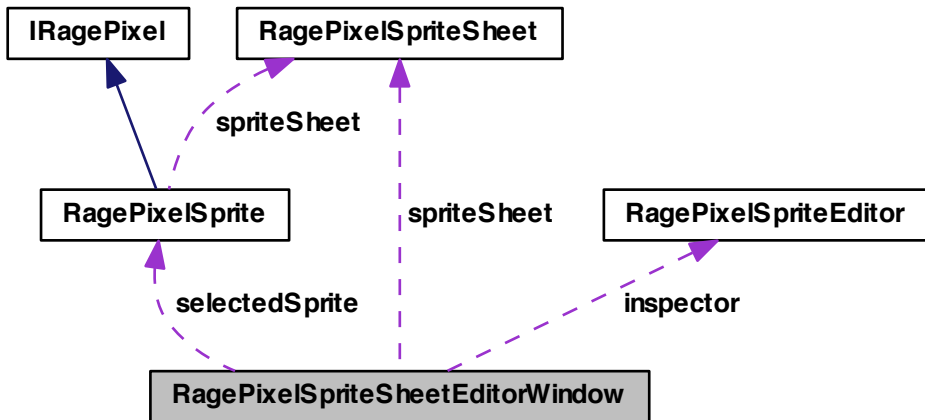 IRagePixel
RagePixelSpriteSheet
spriteSheet
RagePixelSprite
spriteSheet
RagePixelSpriteEditor
selectedSprite
inspector
RagePixelSpriteSheetEditorWindow